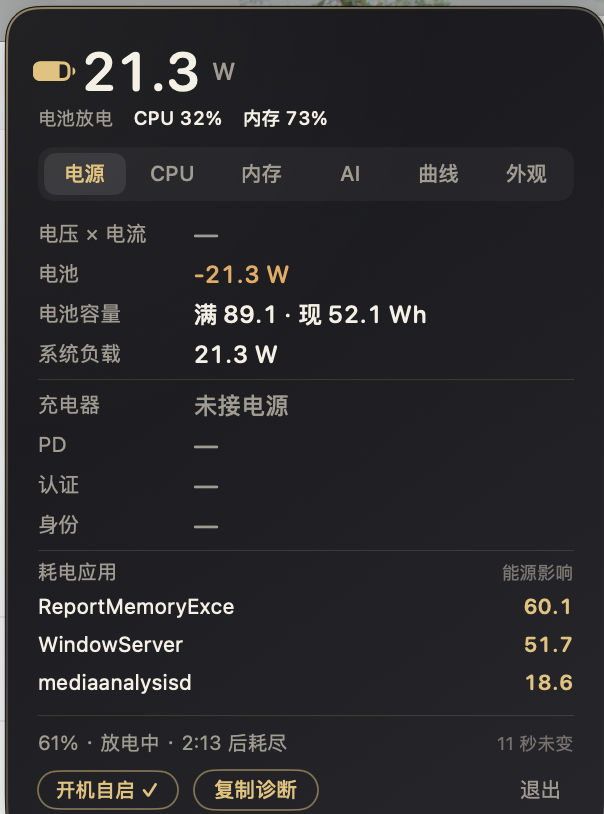 21.3 W
电池放电 CPU 32% 内存 73%
电源 CPU 内存 AI 曲线 外观
电压 × 电流 —
电池 -21.3 W
电池容量 满 89.1 · 现 52.1 Wh
系统负载 21.3 W
充电器 未接电源
PD —
认证 —
身份 —
耗电应用 能源影响
ReportMemoryExce 60.1
WindowServer 51.7
mediaanalysisd 18.6
61% · 放电中 · 2:13 后耗尽 11 秒未变
开机自启 ✓ 复制诊断 退出